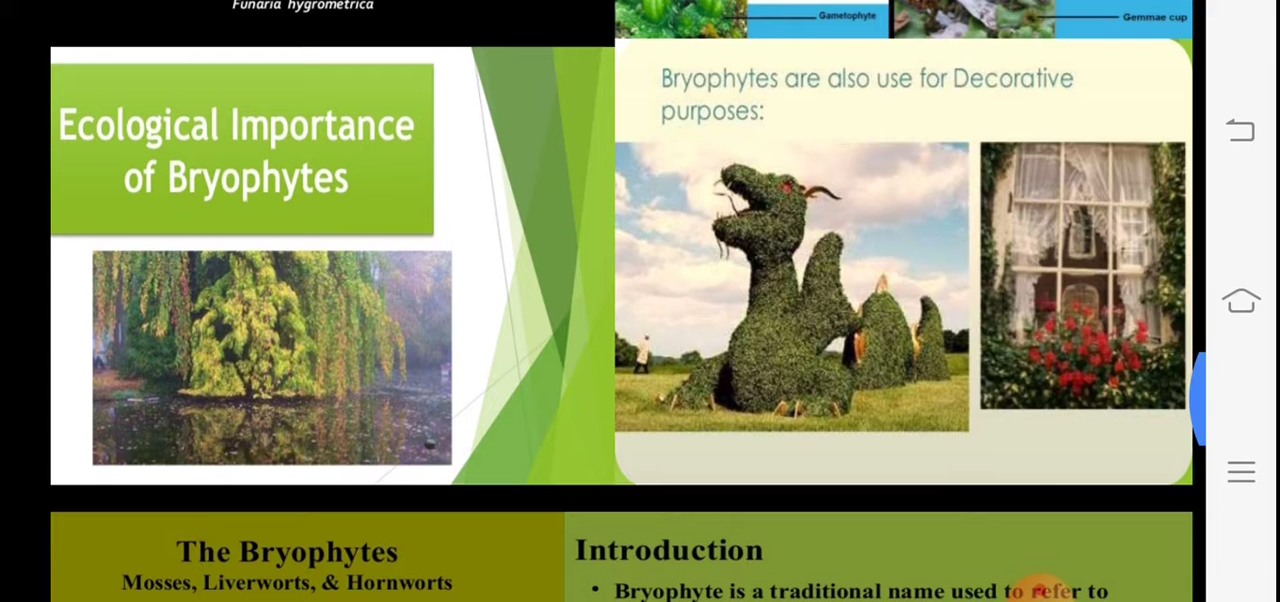 Funaria hygrometrica
Gametophyte
Gemmae cup
Ecological Importance
of Bryophytes
Bryophytes are also use for Decorative
purposes:
The Bryophytes
Mosses, Liverworts, & Hornworts
Introduction
• Bryophyte is a traditional name used to refer to